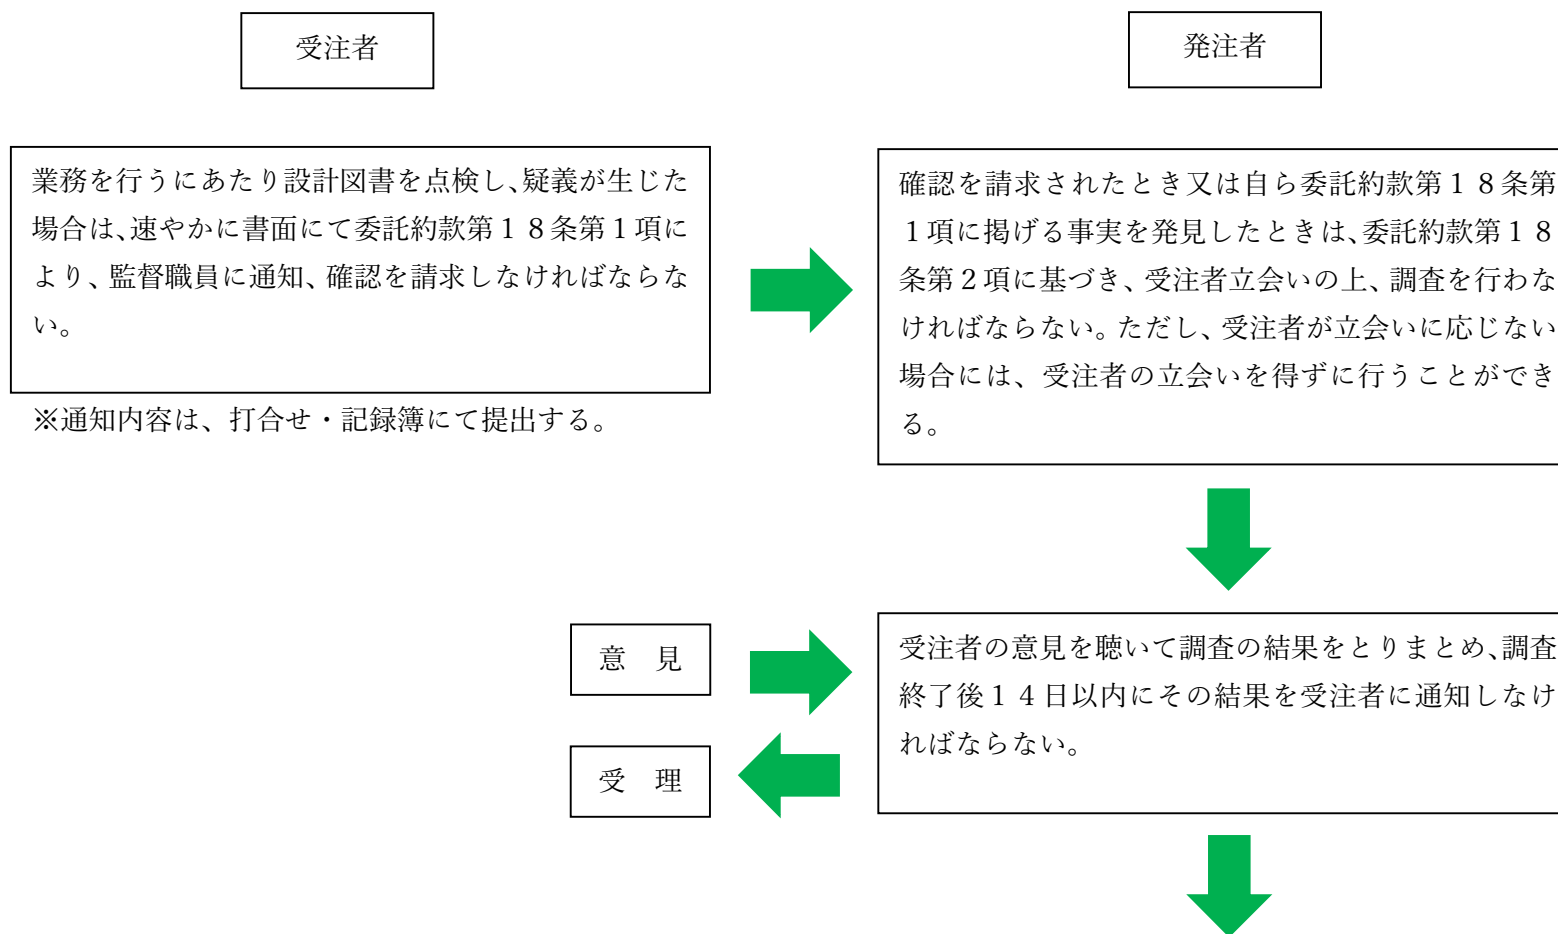 受注者
発注者
業務を行うにあたり設計図書を点検し、疑義が生じた
場合は、速やかに書面にて委託約款第１８条第１項に
より、監督職員に通知、確認を請求しなければならな
い。
※通知内容は、打合せ・記録簿にて提出する。
確認を請求されたとき又は自ら委託約款第１８条第
１項に掲げる事実を発見したときは、委託約款第１８
条第２項に基づき、受注者立会いの上、調査を行わな
ければならない。ただし、受注者が立会いに応じない
場合には、受注者の立会いを得ずに行うことができ
る。
意　見
受　理
受注者の意見を聴いて調査の結果をとりまとめ、調査
終了後１４日以内にその結果を受注者に通知しなけ
ればならない。